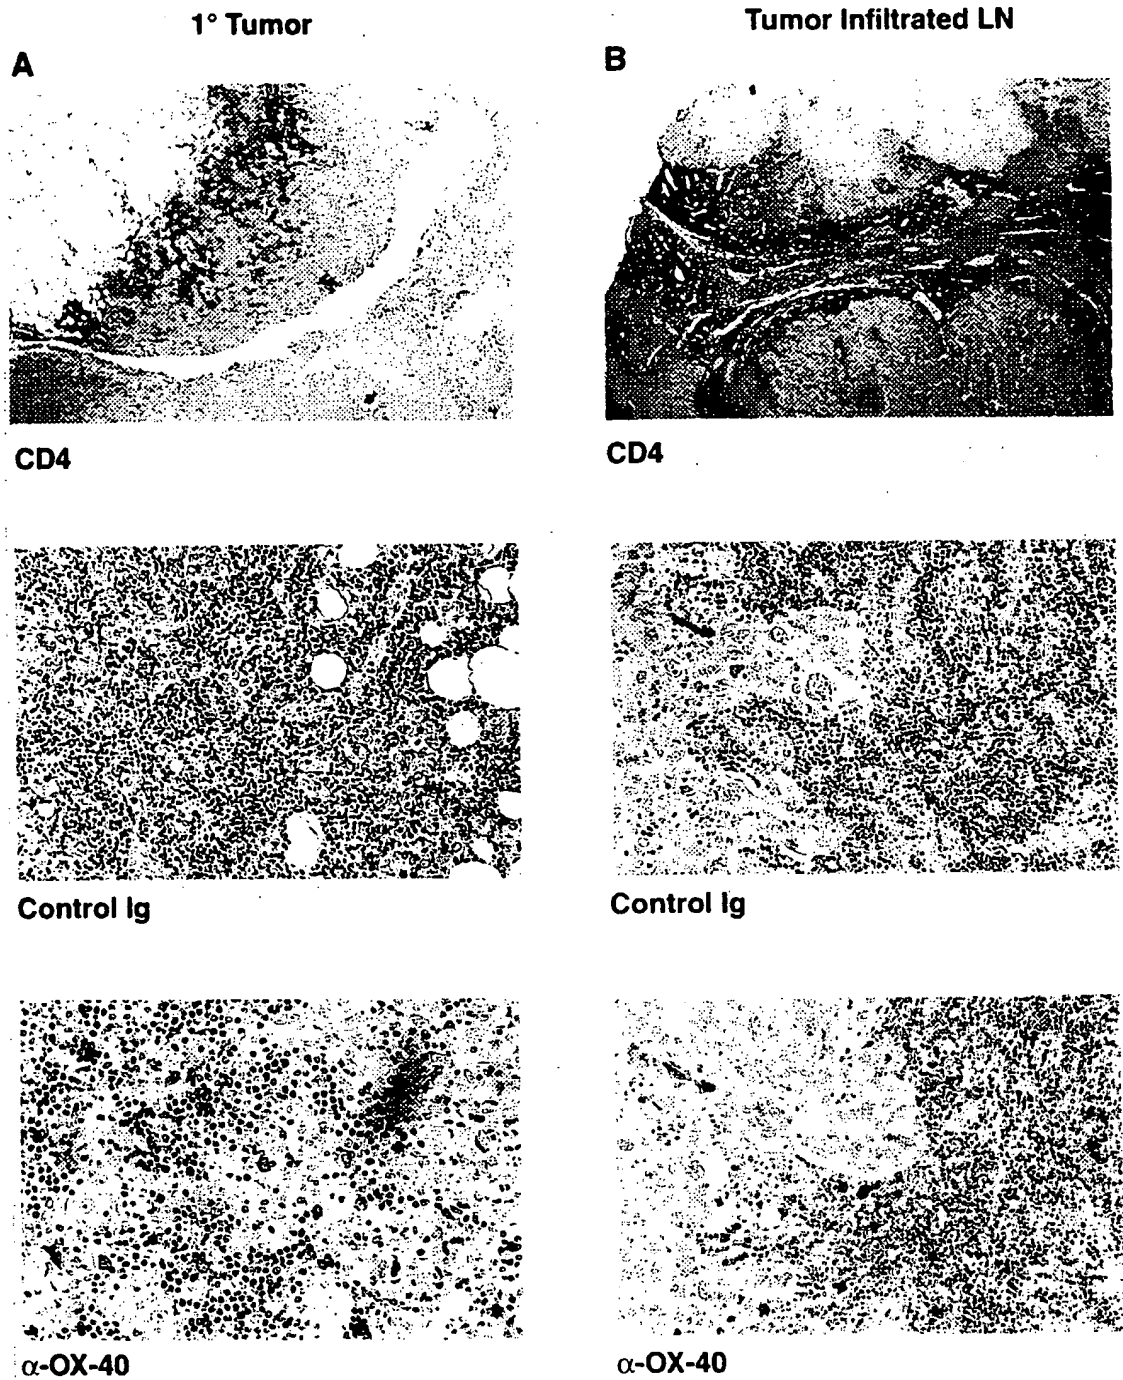 1° Tumor
Tumor Infiltrated LN
A
B
CD4
CD4
Control Ig
Control Ig
α-OX-40
α-OX-40